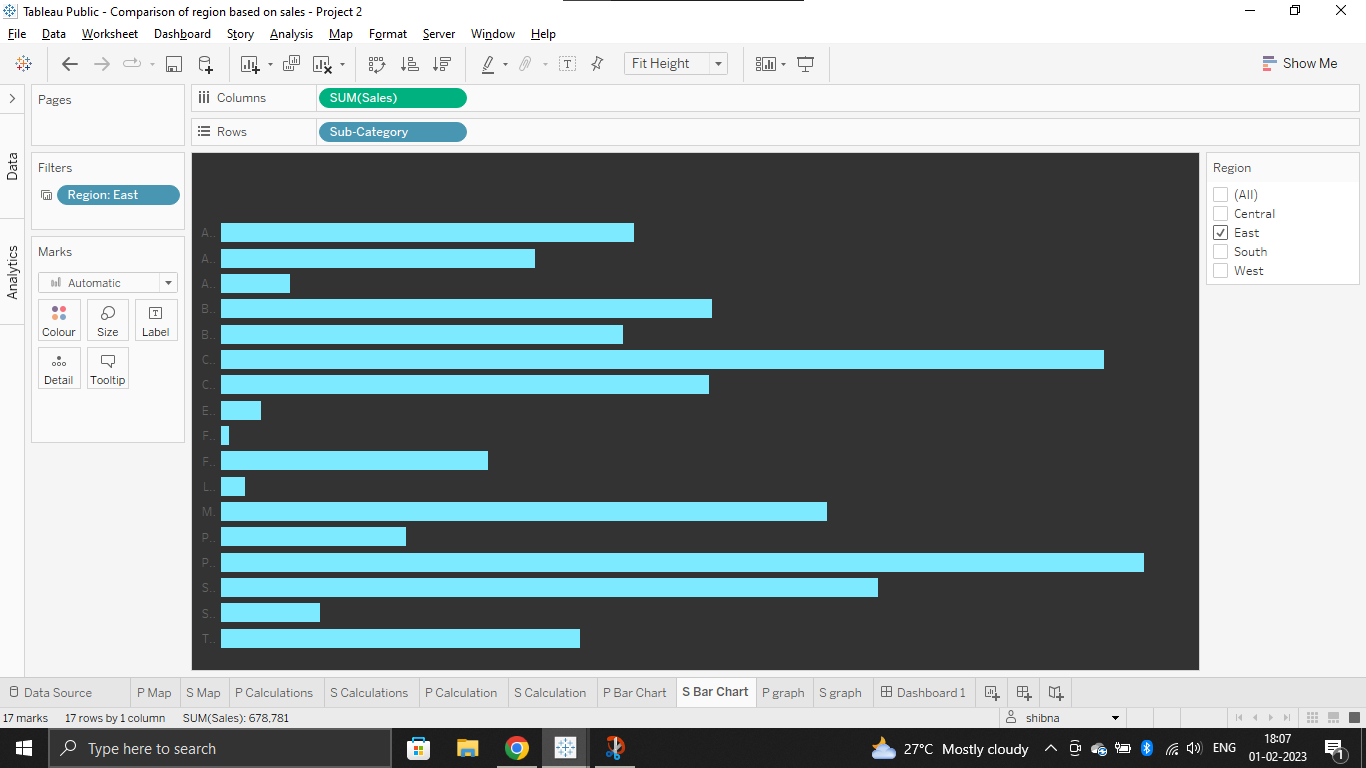 Tableau Public - Comparison of region based on sales - Project 2
File Data Worksheet Dashboard Story Analysis Map Format Server Window Help
Fit Height
Show Me
Pages
Columns
SUM(Sales)
Rows
Sub-Category
Data
Analytics
Filters
Region: East
Marks
Automatic
Colour Size Label
Detail Tooltip
A..
A..
A..
B..
B..
C..
C..
E..
F..
F..
L..
M.
P..
P..
S..
S..
T..
Region
(All)
Central
East
South
West
Data Source P Map S Map P Calculations S Calculations P Calculation S Calculation P Bar Chart S Bar Chart P graph S graph Dashboard 1
17 marks 17 rows by 1 column SUM(Sales): 678,781 shibna
Type here to search
27°C Mostly cloudy
ENG
18:07
01-02-2023
1